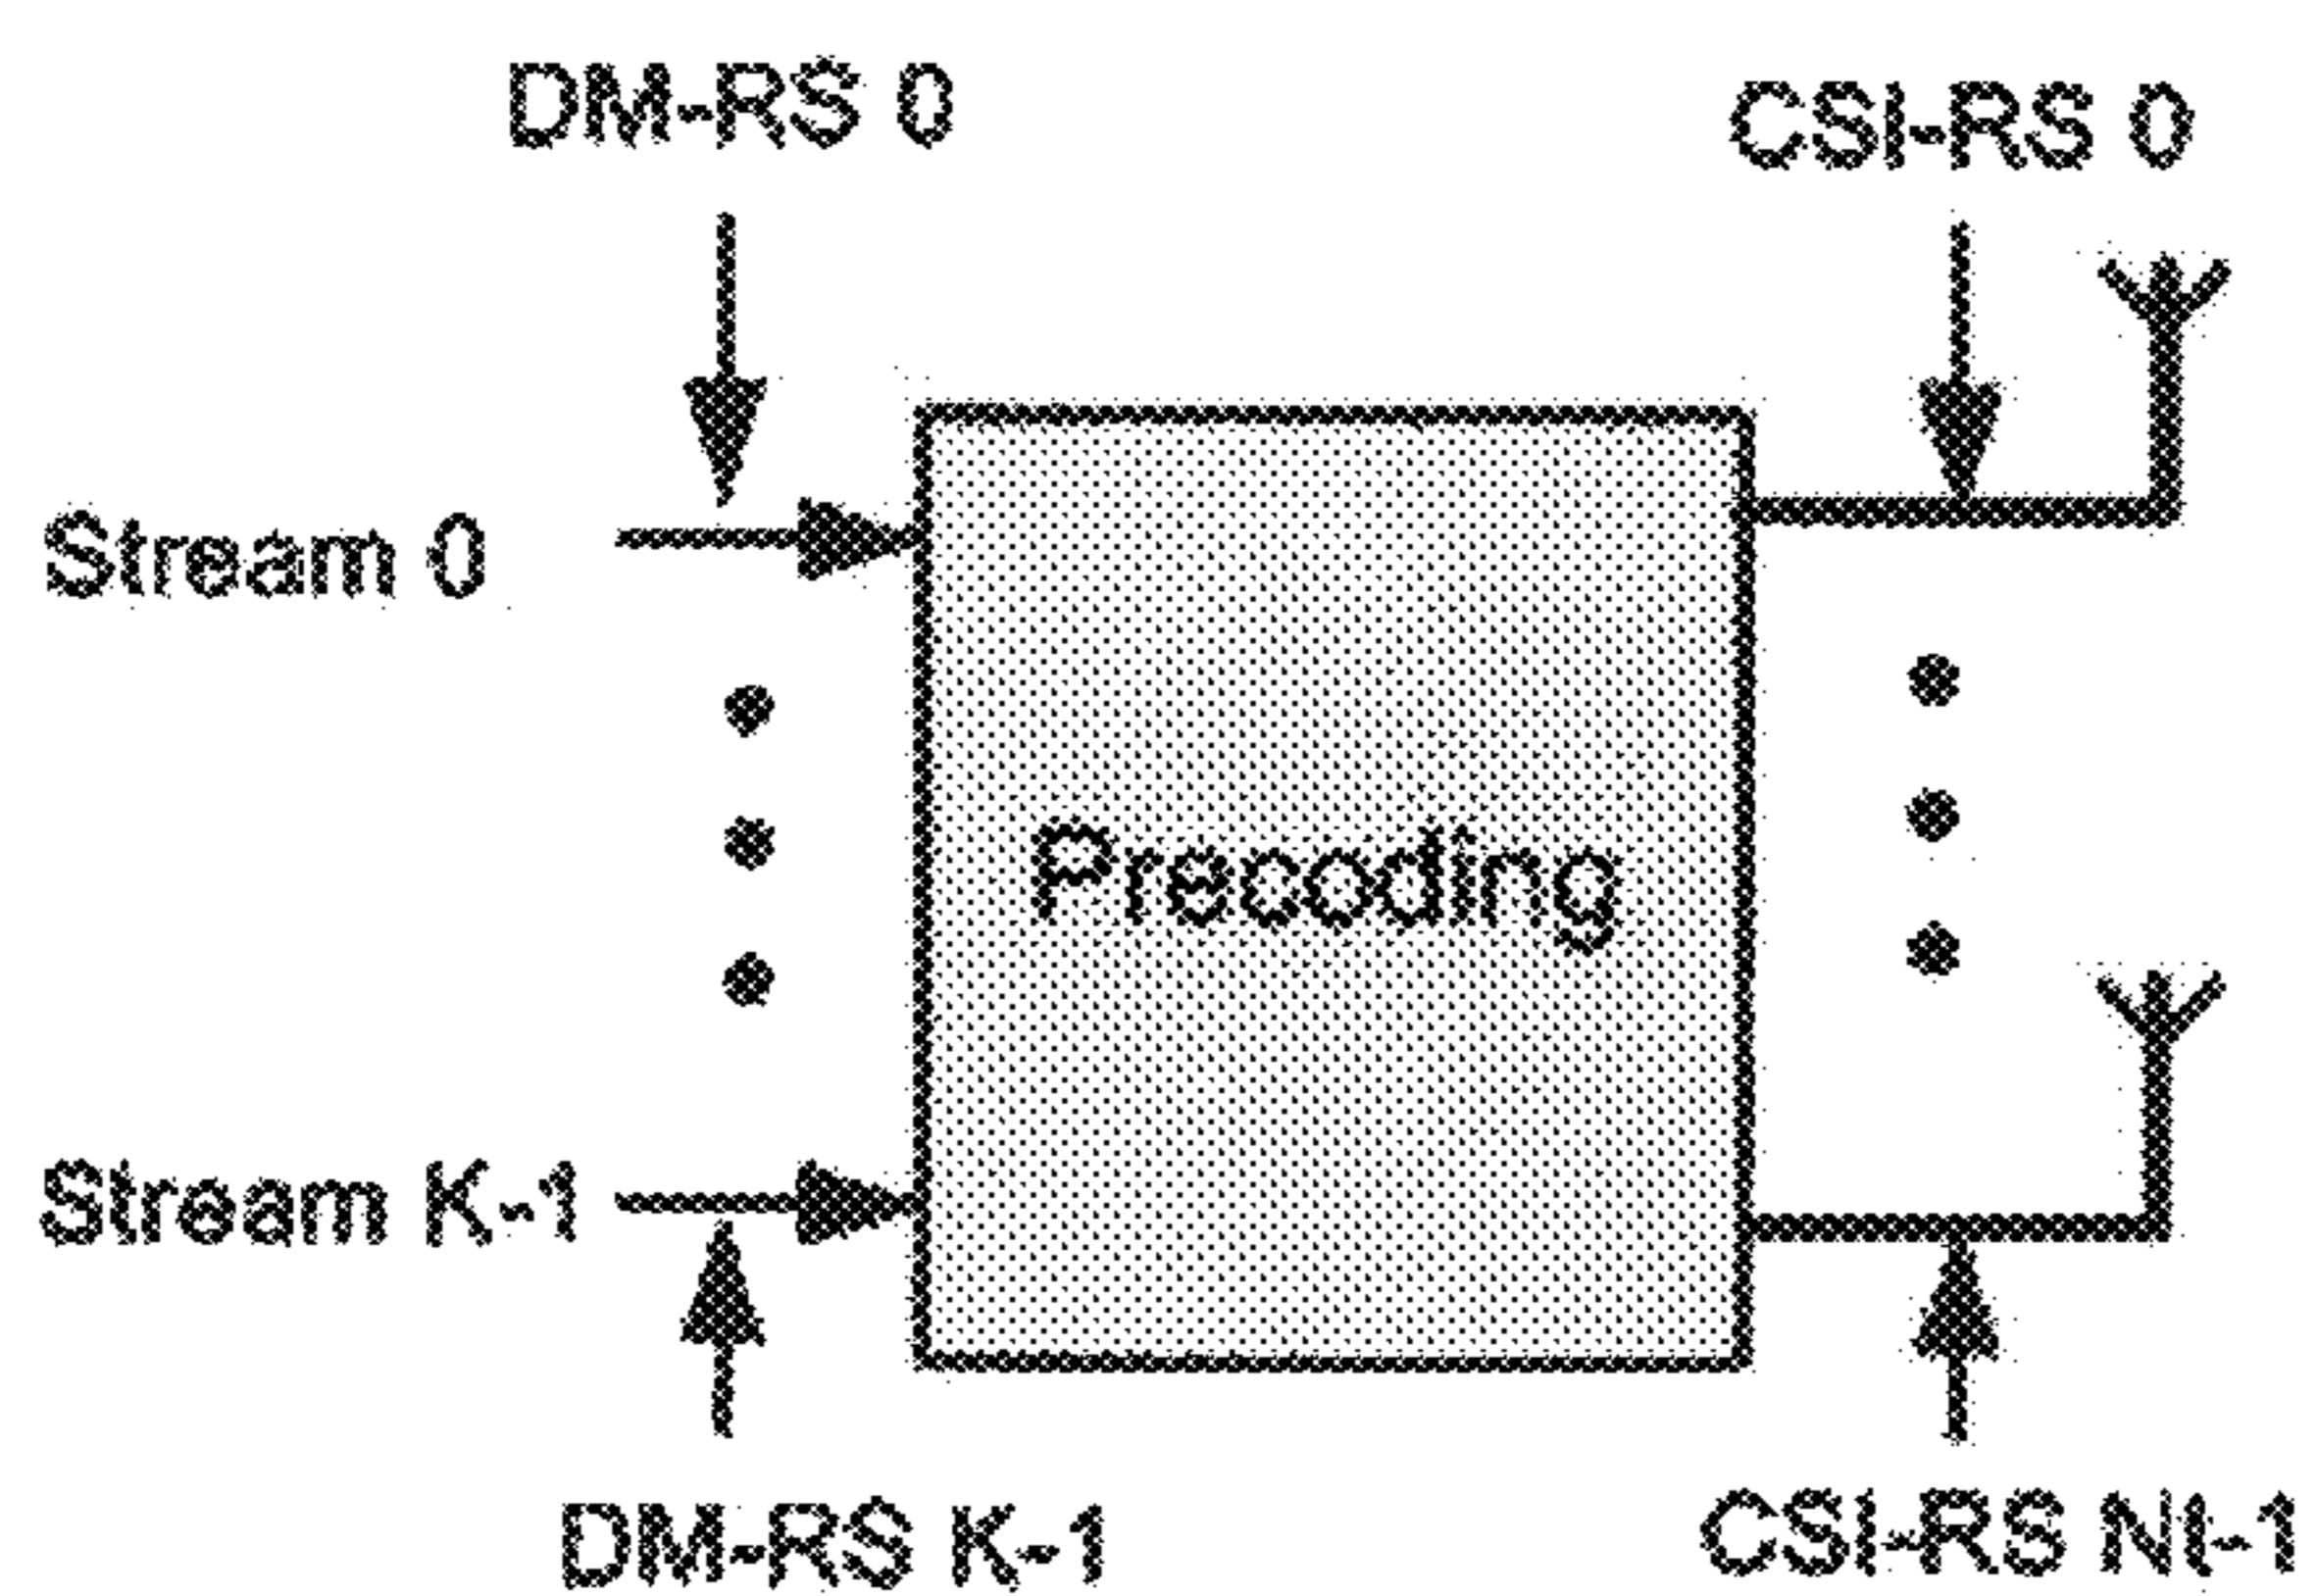 DM-RS 0
CSI-RS 0
Stream 0
Precoding
Stream K-1
DM-RS K-1
CSI-RS Nt-1